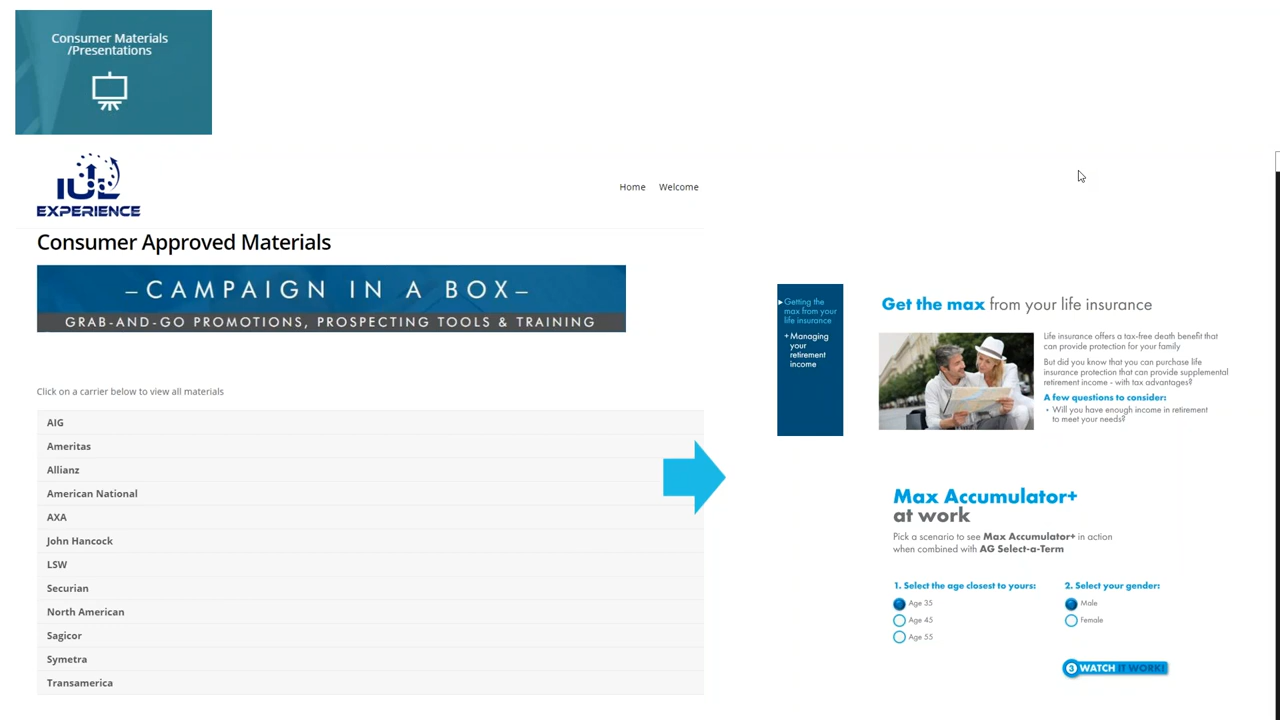 Consumer Materials
/Presentations
IUL
EXPERIENCE
Home Welcome
Consumer Approved Materials
–CAMPAIGN IN A BOX–
GRAB-AND-GO PROMOTIONS, PROSPECTING TOOLS & TRAINING
Click on a carrier below to view all materials
AIG
Ameritas
Allianz
American National
AXA
John Hancock
LSW
Securian
North American
Sagicor
Symetra
Transamerica
Getting the
max from your
life insurance
+ Managing
your
retirement
income
Get the max from your life insurance
Life insurance offers a tax-free death benefit that
can provide protection for your family
But did you know that you can purchase life
insurance protection that can provide supplemental
retirement income - with tax advantages?
A few questions to consider:
• Will you have enough income in retirement
to meet your needs?
Max Accumulator+
at work
Pick a scenario to see Max Accumulator+ in action
when combined with AG Select-a-Term
1. Select the age closest to yours:
Age 35
Age 45
Age 55
2. Select your gender:
Male
Female
3 WATCH IT WORK!